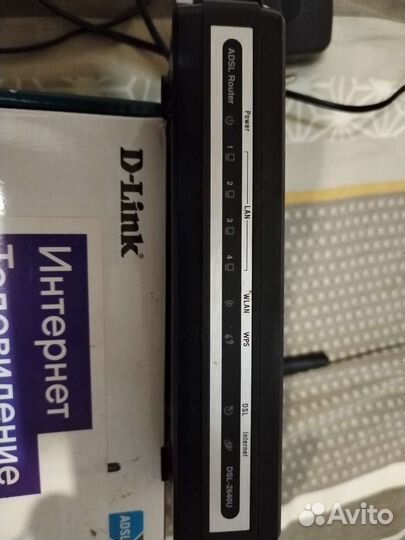 ADSL Router
Power
1
2
3
4
LAN
WLAN
WPS
DSL
Internet
DSL-2640U
D-Link
Интернет
Телевидение
ADSL
Avito